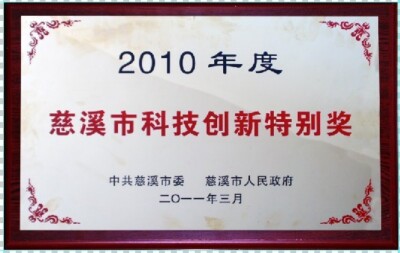 2010 年度
慈溪市科技创新特别奖
中共慈溪市委 慈溪市人民政府
二〇一一年三月